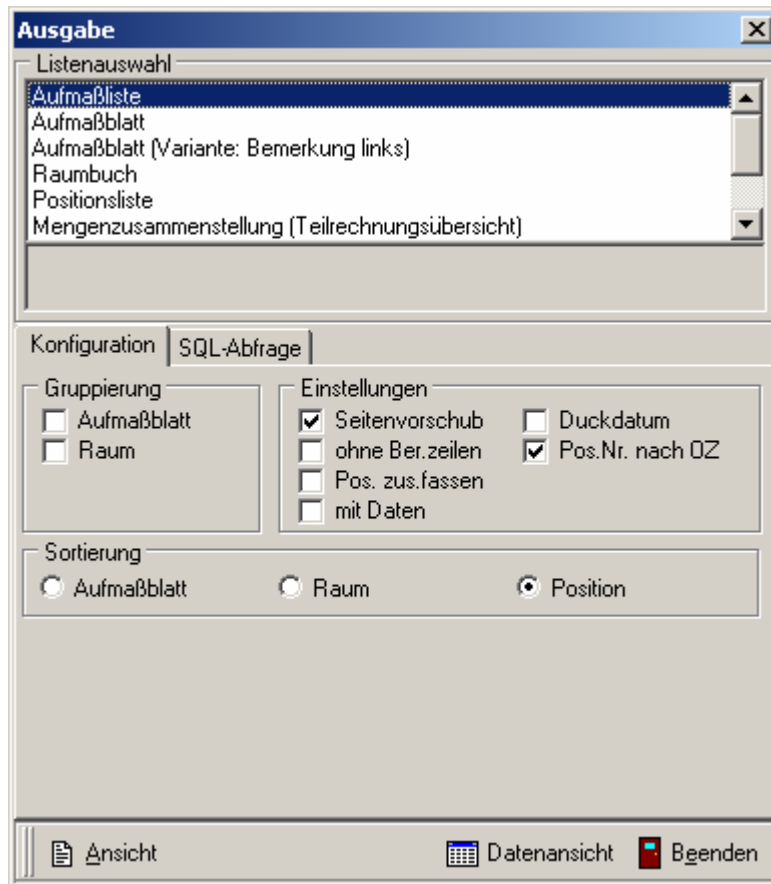 Ausgabe
Listenauswahl
Aufmaßliste
Aufmaßblatt
Aufmaßblatt (Variante: Bemerkung links)
Raumbuch
Positionsliste
Mengenzusammenstellung (Teilrechnungsübersicht)
Konfiguration SQL-Abfrage
Gruppierung Einstellungen
Aufmaßblatt Seitenvorschub Duckdatum
Raum ohne Ber.zeilen Pos.Nr. nach OZ
Pos. zus.fassen
mit Daten
Sortierung
Aufmaßblatt Raum Position
Ansicht Datenansicht Beenden